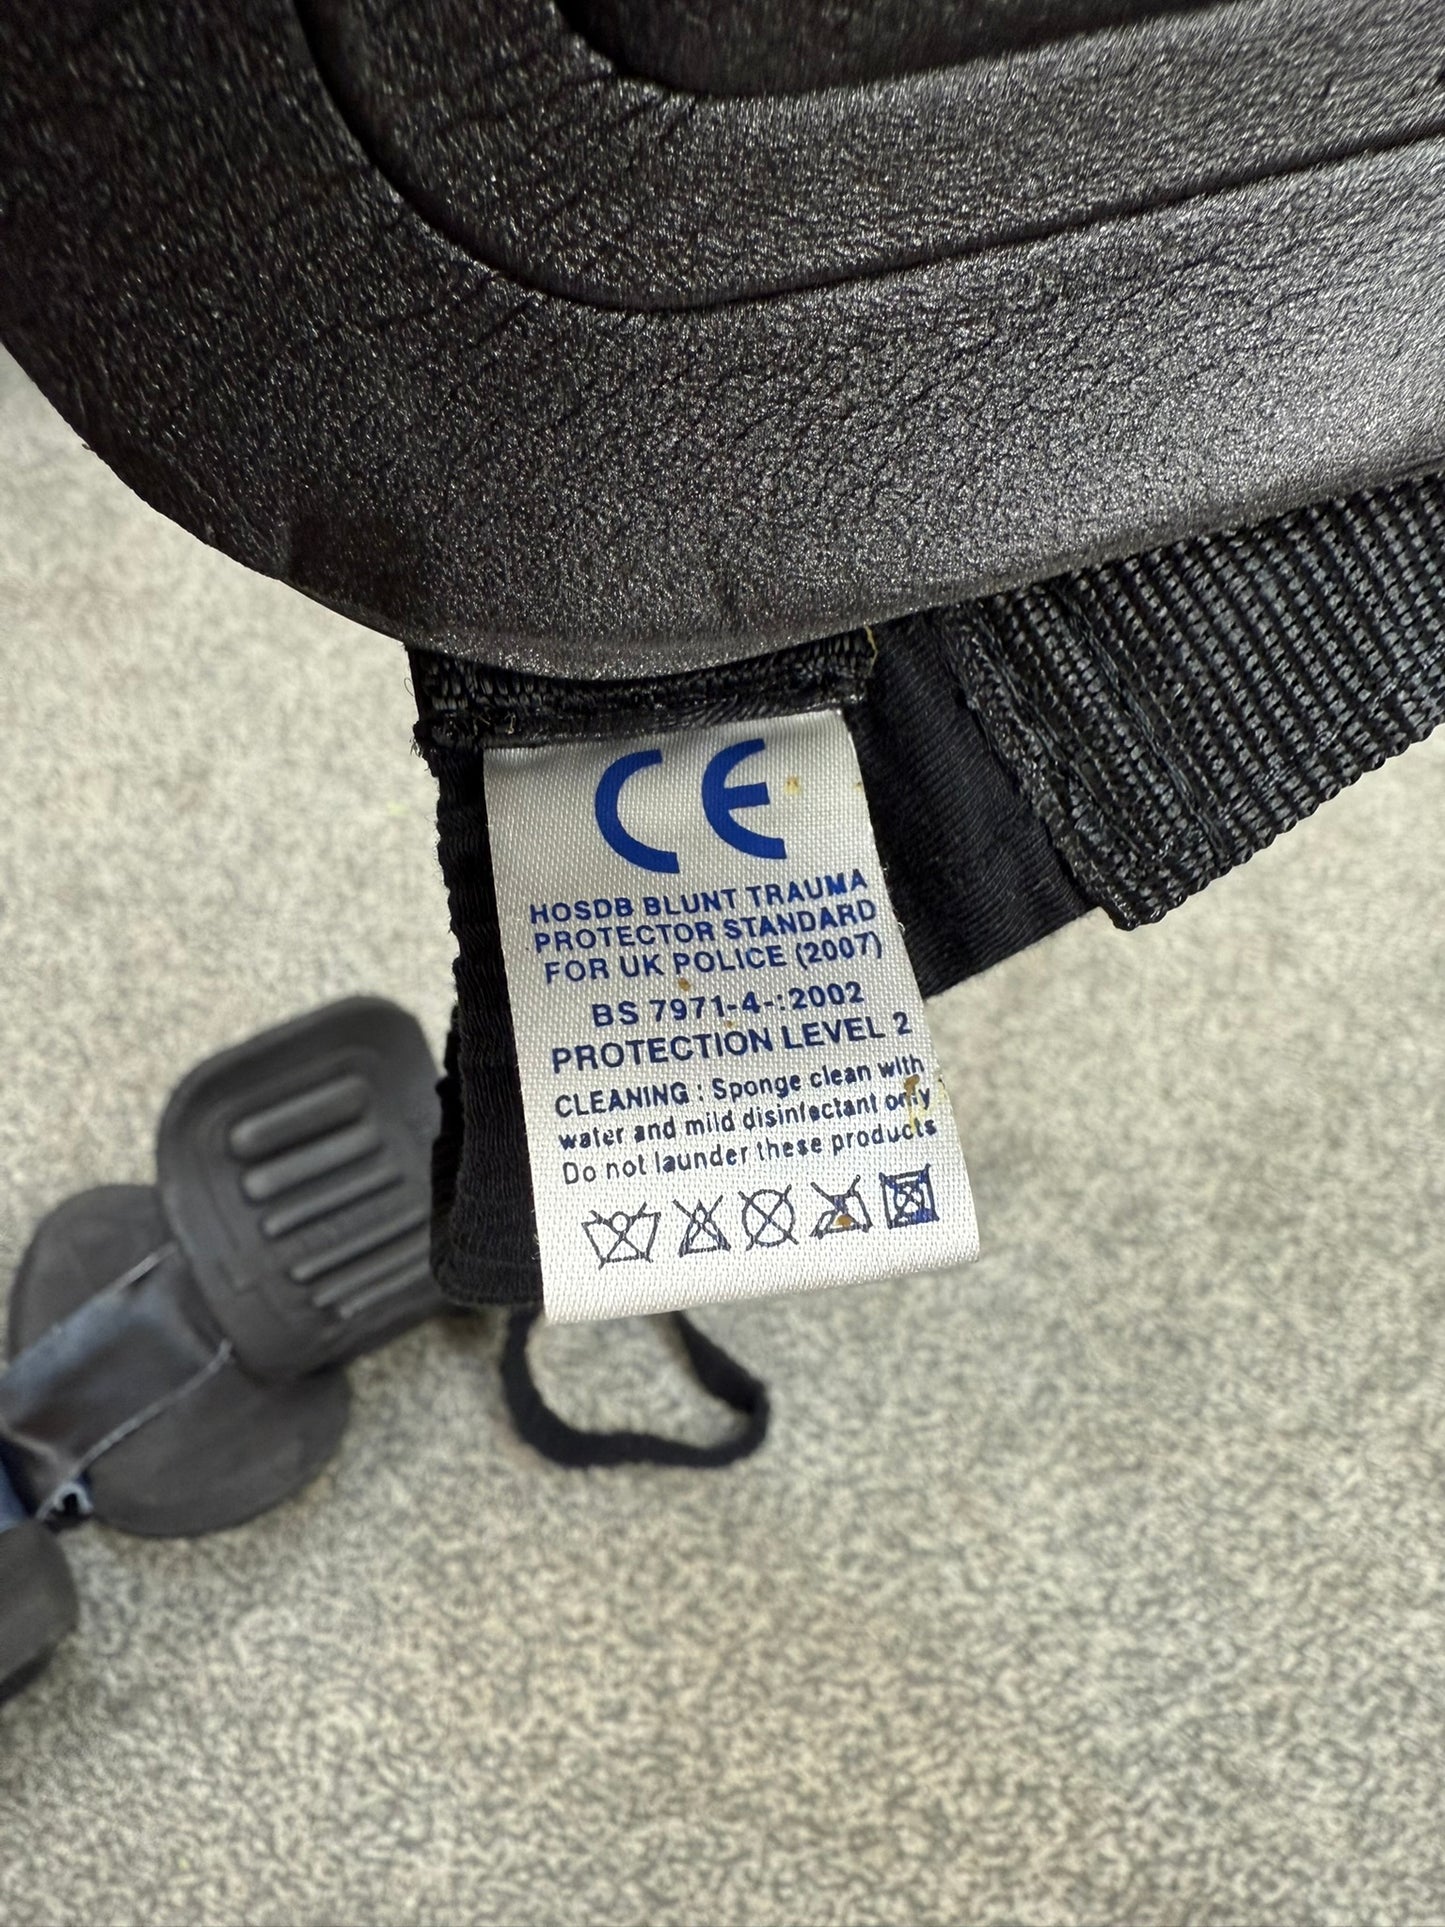 CE
HOSDB BLUNT TRAUMA
PROTECTOR STANDARD
FOR UK POLICE (2007)
BS 7971-4-:2002
PROTECTION LEVEL 2
CLEANING : Sponge clean with
water and mild disinfectant only
Do not launder these products